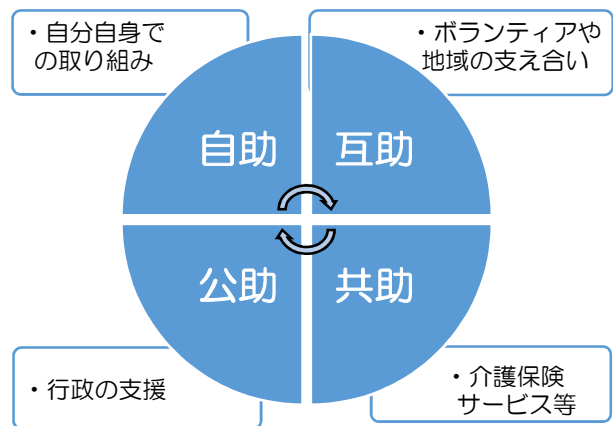 ・自分自身で
の取り組み
・ボランティアや
地域の支え合い
自助
互助
公助
共助
・行政の支援
・介護保険
サービス等